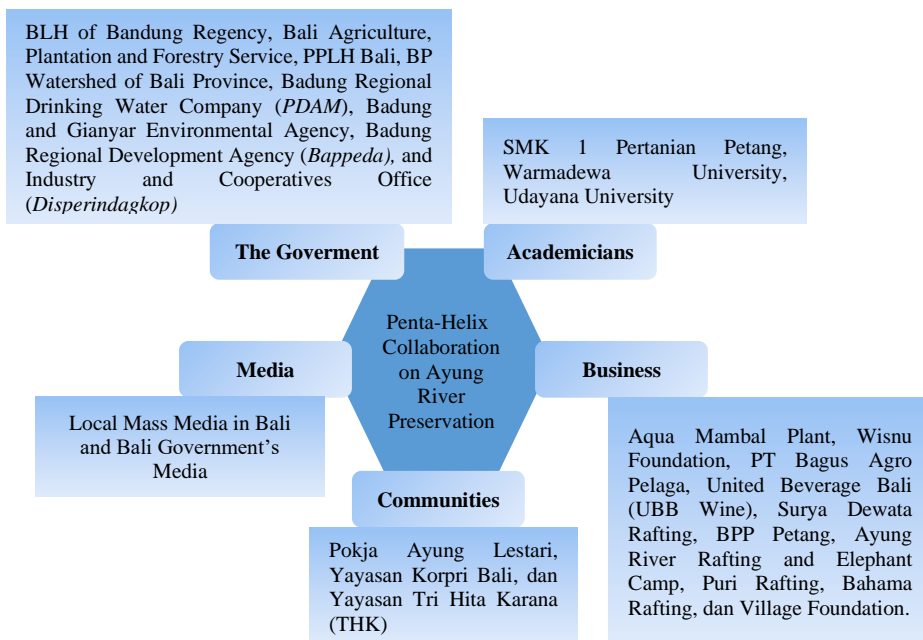 BLH of Bandung Regency, Bali Agriculture,
Plantation and Forestry Service, PPLH Bali, BP
Watershed of Bali Province, Badung Regional
Drinking Water Company (PDAM), Badung
and Gianyar Environmental Agency, Badung
Regional Development Agency (Bappeda), and
Industry and Cooperatives Office
(Disperindagkop)
SMK 1 Pertanian Petang,
Warmadewa University,
Udayana University
The Goverment
Academicians
Penta-Helix
Collaboration
on Ayung
River
Preservation
Media
Business
Local Mass Media in Bali
and Bali Government’s
Media
Aqua Mambal Plant, Wisnu
Foundation, PT Bagus Agro
Pelaga, United Beverage Bali
(UBB Wine), Surya Dewata
Rafting, BPP Petang, Ayung
River Rafting and Elephant
Camp, Puri Rafting, Bahama
Rafting, dan Village Foundation.
Communities
Pokja Ayung Lestari,
Yayasan Korpri Bali, dan
Yayasan Tri Hita Karana
(THK)